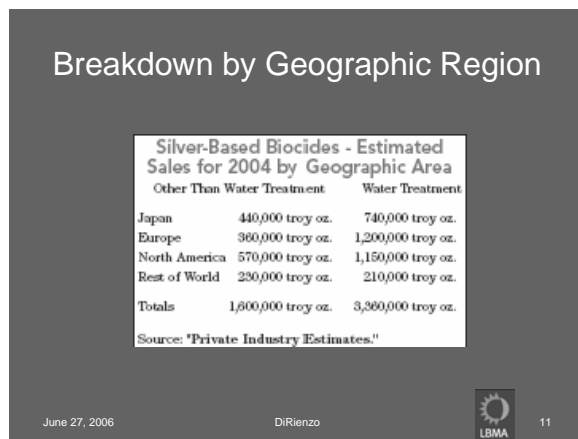 Breakdown by Geographic Region
Silver-Based Biocides - Estimated
Sales for 2004 by Geographic Area
Other Than Water Treatment Water Treatment
Japan 440,000 troy oz. 740,000 troy oz.
Europe 360,000 troy oz. 1,200,000 troy oz.
North America 570,000 troy oz. 1,150,000 troy oz.
Rest of World 230,000 troy oz. 210,000 troy oz.
Totals 1,600,000 troy oz. 3,360,000 troy oz.
Source: "Private Industry Estimates."
June 27, 2006 DiRienzo LBMA 11